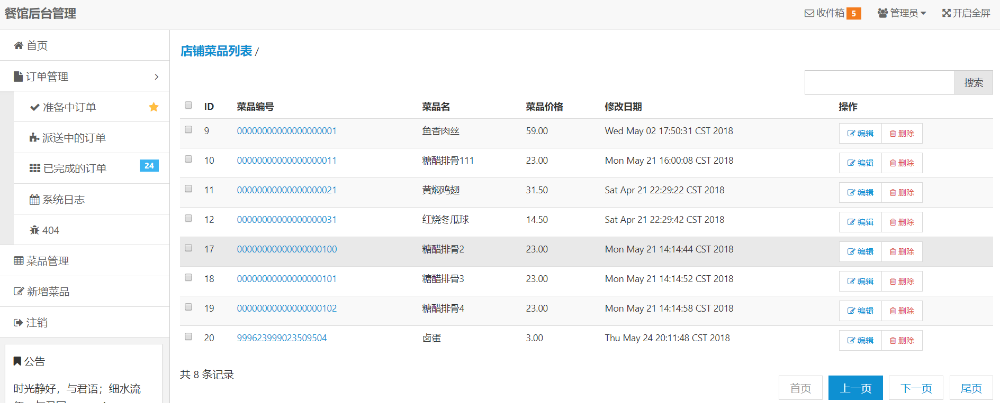 餐馆后台管理
收件箱 5 管理员 开启全屏
首页
订单管理
准备中订单
派送中的订单
已完成的订单 24
系统日志
404
菜品管理
新增菜品
注销
公告
时光静好，与君语；细水流
店铺菜品列表 /
搜索
ID 菜品编号 菜品名 菜品价格 修改日期 操作
9 00000000000000000001 鱼香肉丝 59.00 Wed May 02 17:50:31 CST 2018 编辑 删除
10 00000000000000000011 糖醋排骨111 23.00 Mon May 21 16:00:08 CST 2018 编辑 删除
11 00000000000000000021 黄焖鸡翅 31.50 Sat Apr 21 22:29:22 CST 2018 编辑 删除
12 00000000000000000031 红烧冬瓜球 14.50 Sat Apr 21 22:29:42 CST 2018 编辑 删除
17 00000000000000000100 糖醋排骨2 23.00 Mon May 21 14:14:44 CST 2018 编辑 删除
18 00000000000000000101 糖醋排骨3 23.00 Mon May 21 14:14:52 CST 2018 编辑 删除
19 00000000000000000102 糖醋排骨4 23.00 Mon May 21 14:14:58 CST 2018 编辑 删除
20 999623999023509504 卤蛋 3.00 Thu May 24 20:11:48 CST 2018 编辑 删除
共 8 条记录
首页 上一页 下一页 尾页